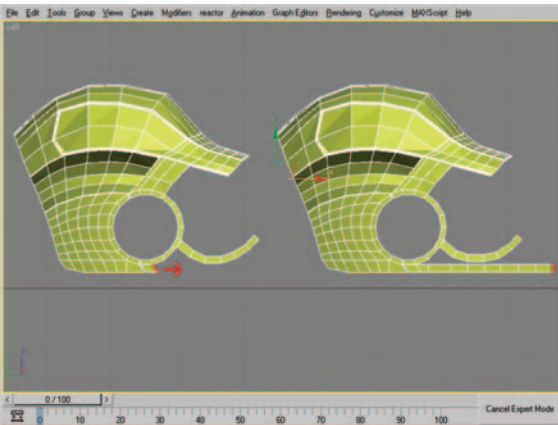 File Edit Tools Group Views Create Modifiers reactor Animation Graph Editors Rendering Customize MAXScript Help
Left
< 0 / 100 >
0 10 20 30 40 50 60 70 80 90 100
Cancel Expert Mode